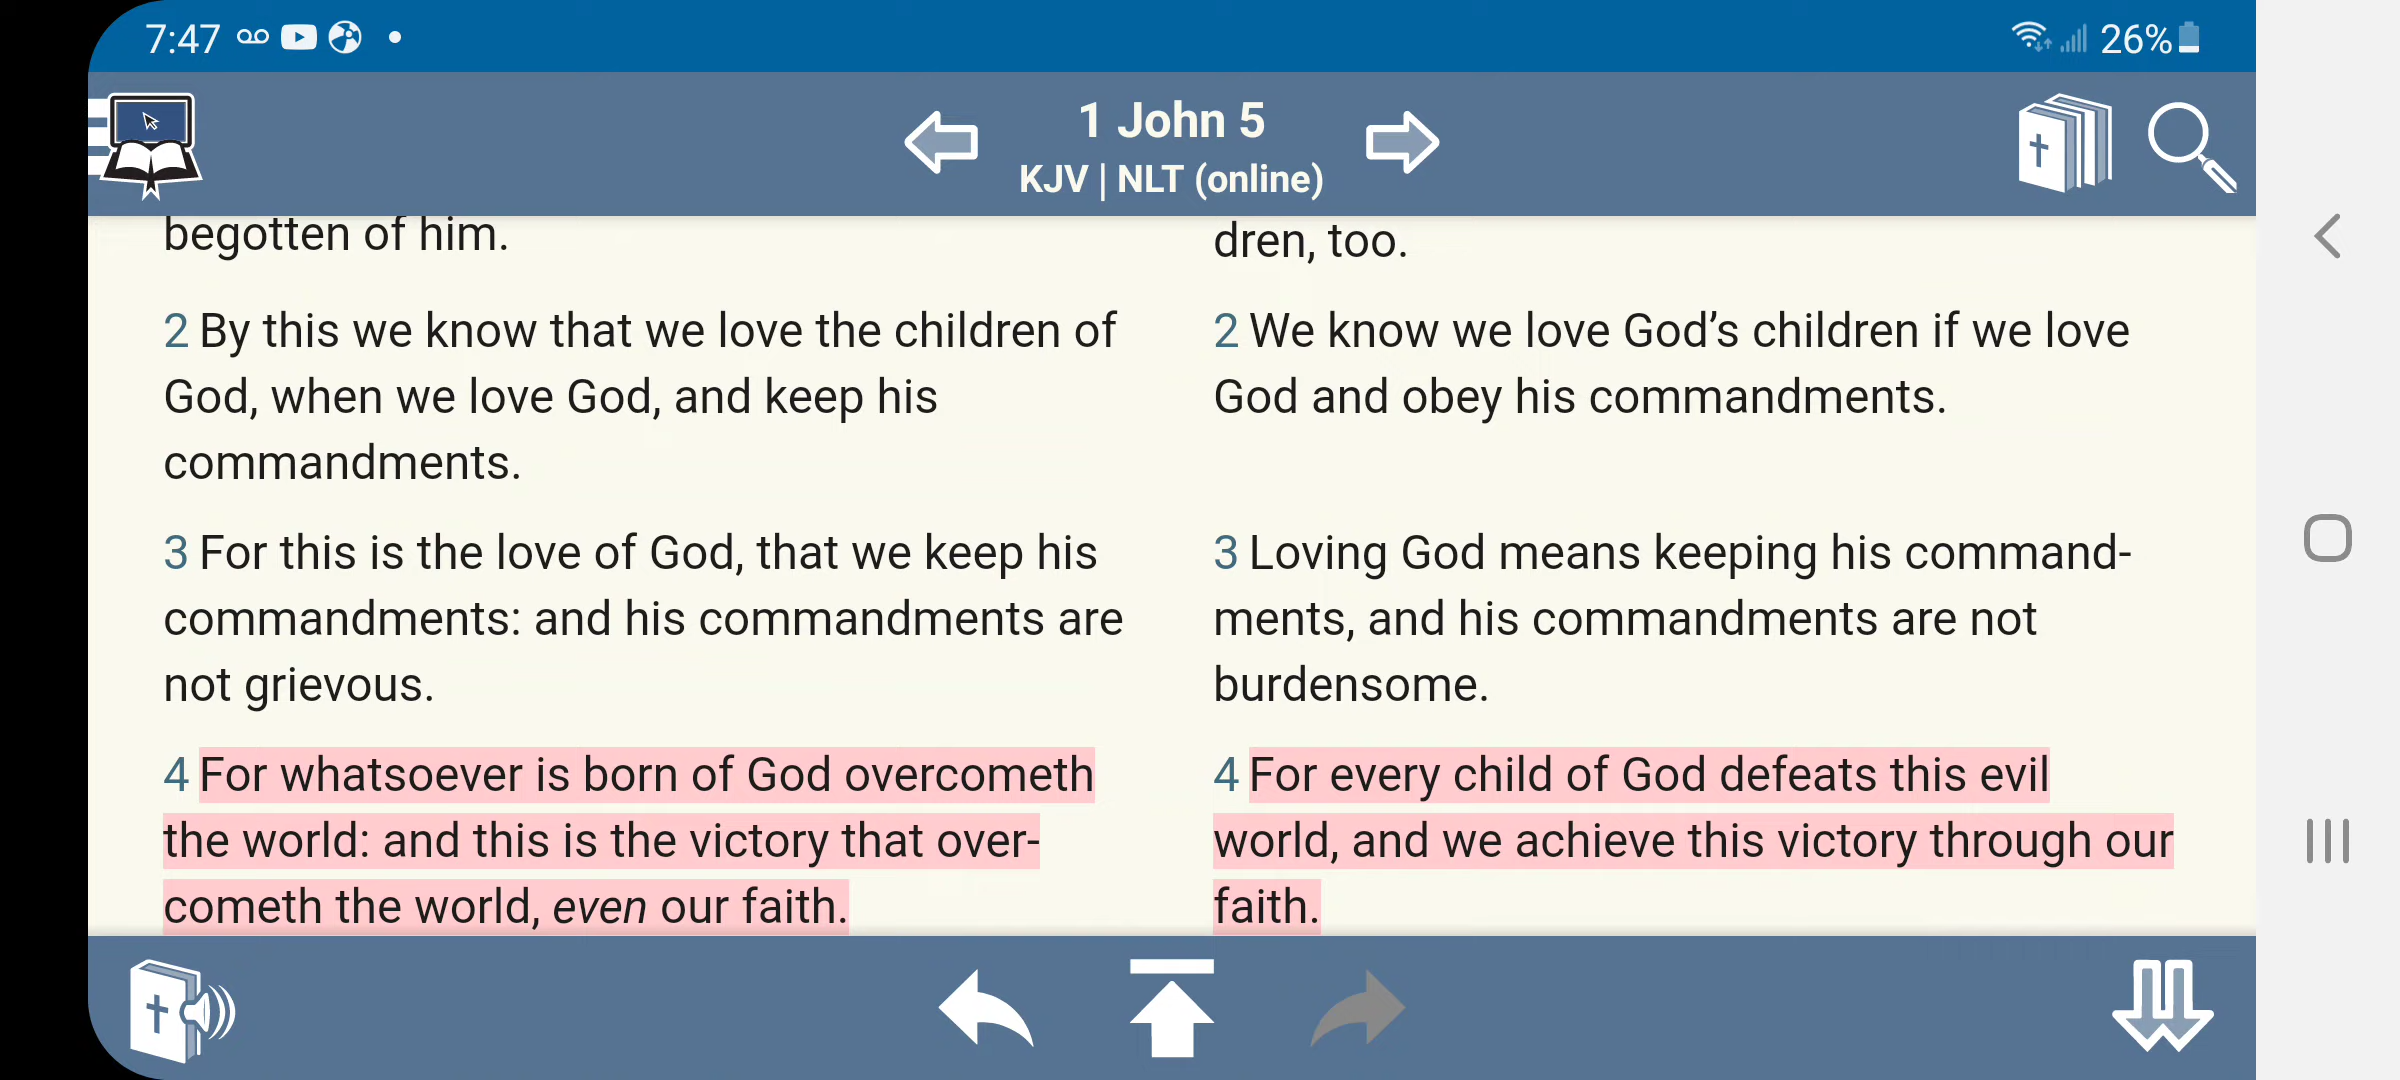 7:47
26%
1 John 5
KJV | NLT (online)
begotten of him.
2 By this we know that we love the children of
God, when we love God, and keep his
commandments.
3 For this is the love of God, that we keep his
commandments: and his commandments are
not grievous.
4 For whatsoever is born of God overcometh
the world: and this is the victory that over-
cometh the world, even our faith.
dren, too.
2 We know we love God’s children if we love
God and obey his commandments.
3 Loving God means keeping his command-
ments, and his commandments are not
burdensome.
4 For every child of God defeats this evil
world, and we achieve this victory through our
faith.